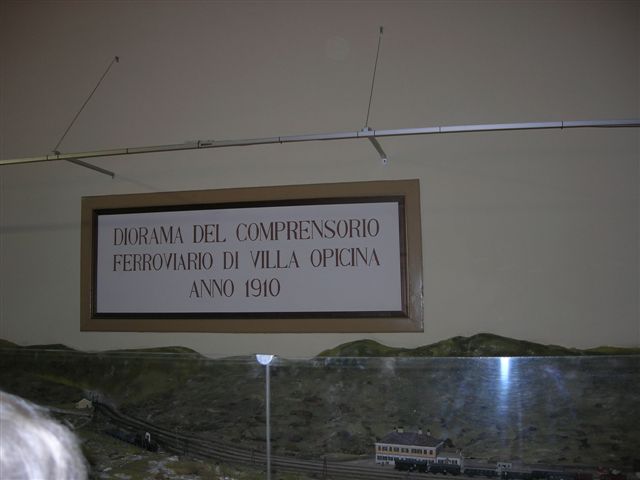 DIORAMA DEL COMPRENSORIO
FERROVIARIO DI VILLA OPICINA
ANNO 1910